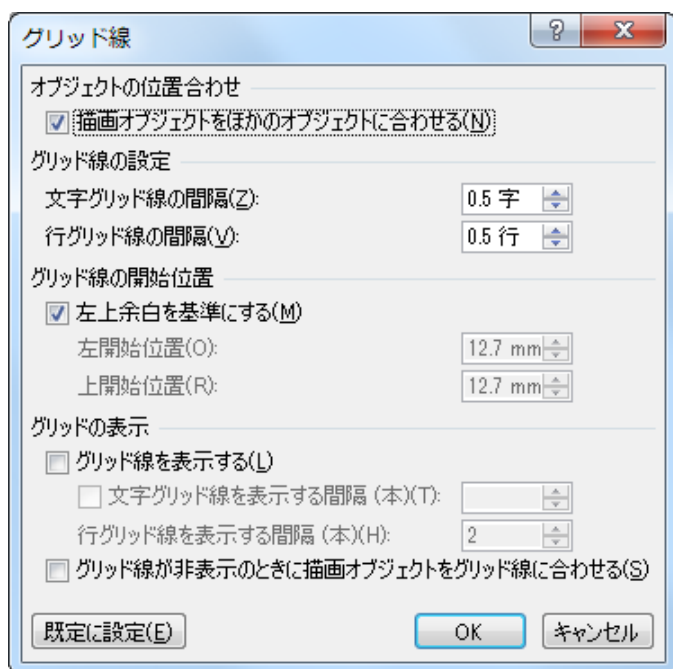 グリッド線
オブジェクトの位置合わせ
描画オブジェクトをほかのオブジェクトに合わせる(N)
グリッド線の設定
文字グリッド線の間隔(Z): 0.5 字
行グリッド線の間隔(V): 0.5 行
グリッド線の開始位置
左上余白を基準にする(M)
左開始位置(O): 12.7 mm
上開始位置(R): 12.7 mm
グリッドの表示
グリッド線を表示する(L)
文字グリッド線を表示する間隔 (本)(T):
行グリッド線を表示する間隔 (本)(H): 2
グリッド線が非表示のときに描画オブジェクトをグリッド線に合わせる(S)
既定に設定(E) OK キャンセル